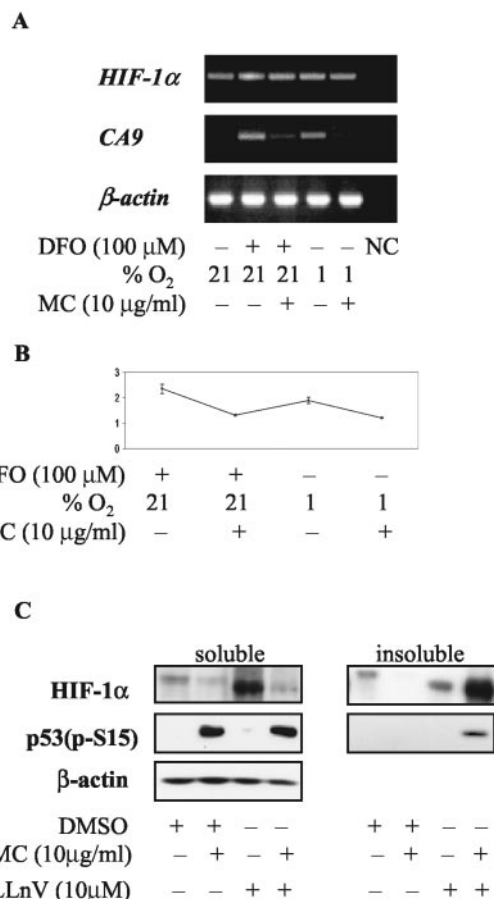 A
HIF-1α
CA9
β-actin
DFO (100 μM) – + + – – NC
% O2 21 21 21 1 1
MC (10 μg/ml) – – + – +
B
3
2
1
0
FO (100 μM) + + – –
% O2 21 21 1 1
C (10 μg/ml) – + – +
C
soluble insoluble
HIF-1α
p53(p-S15)
β-actin
DMSO + + – – + + – –
MC (10μg/ml) – + – + – + – +
LLnV (10μM) – – + + – – + +